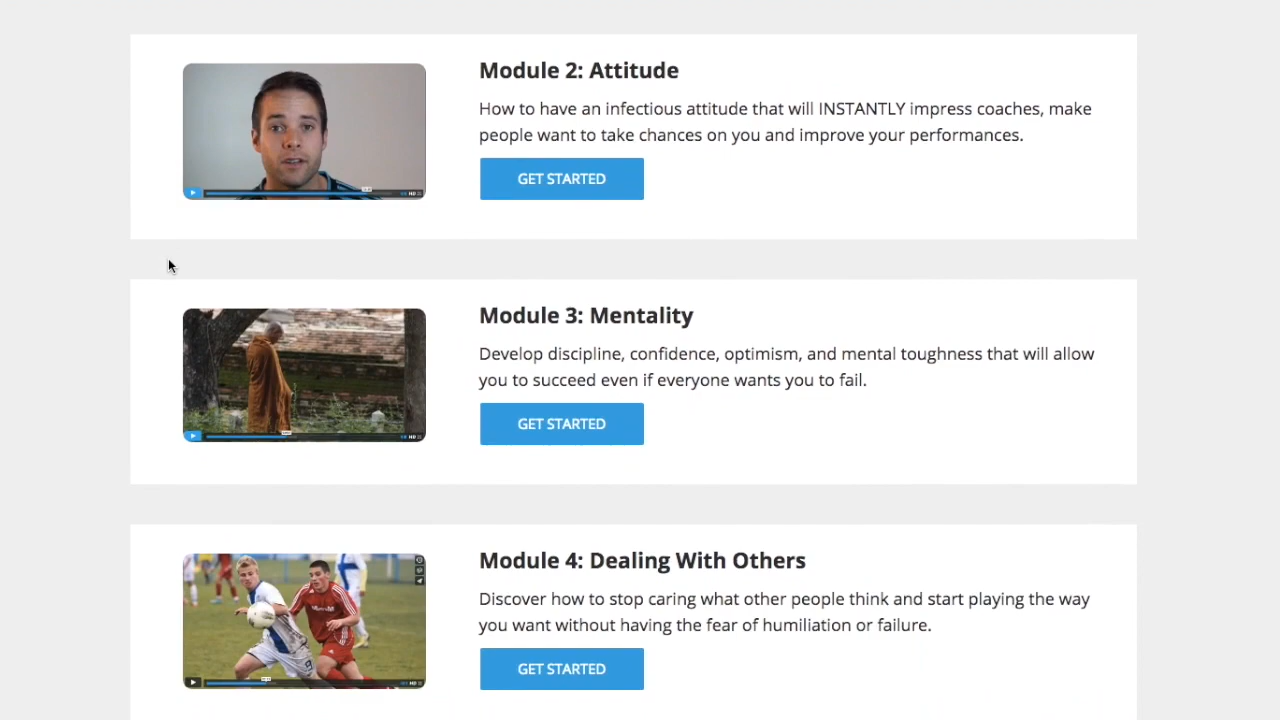 Module 2: Attitude
How to have an infectious attitude that will INSTANTLY impress coaches, make
people want to take chances on you and improve your performances.
GET STARTED
Module 3: Mentality
Develop discipline, confidence, optimism, and mental toughness that will allow
you to succeed even if everyone wants you to fail.
GET STARTED
Module 4: Dealing With Others
Discover how to stop caring what other people think and start playing the way
you want without having the fear of humiliation or failure.
GET STARTED